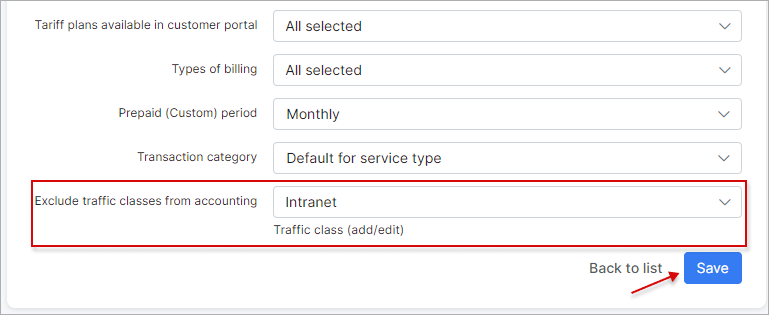 Tariff plans available in customer portal All selected
Types of billing All selected
Prepaid (Custom) period Monthly
Transaction category Default for service type
Exclude traffic classes from accounting Intranet
Traffic class (add/edit)
Back to list Save